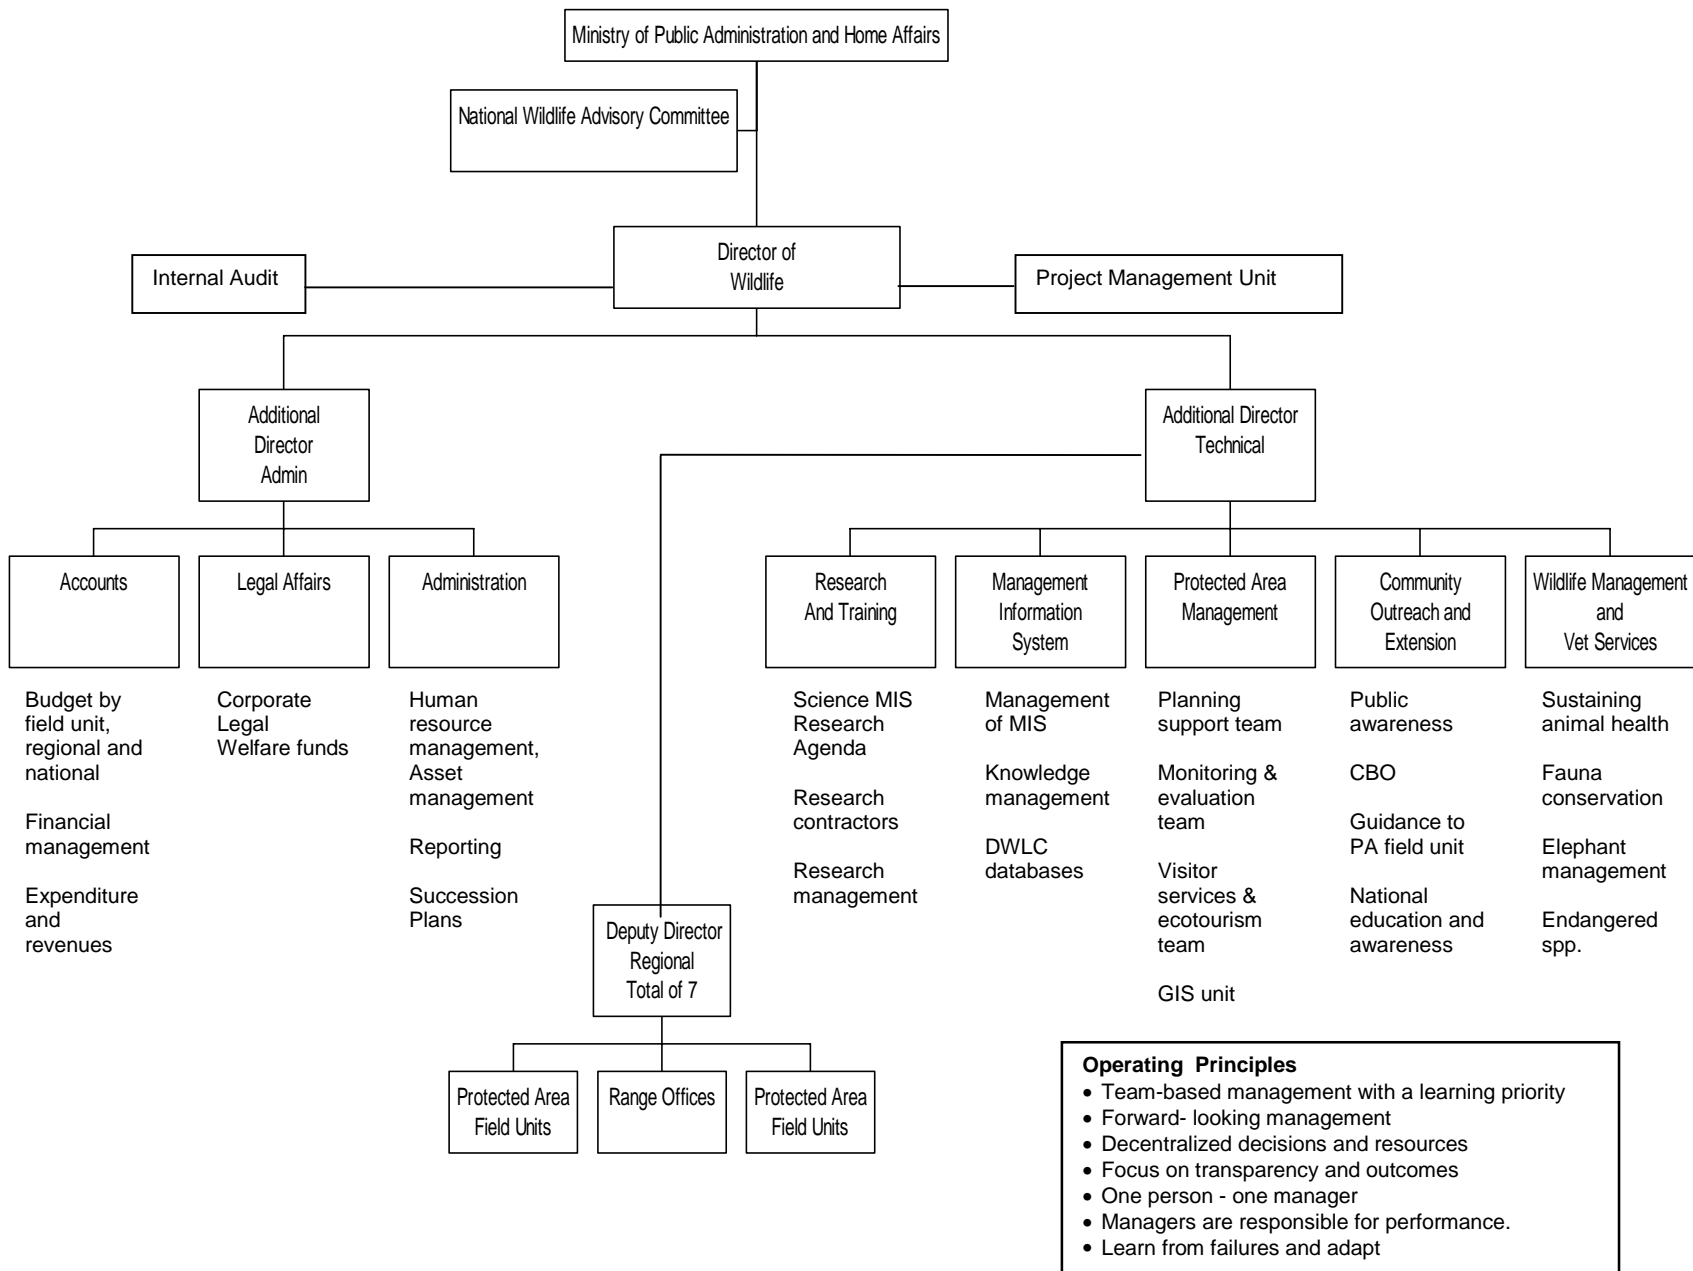 Ministry of Public Administration and Home Affairs
National Wildlife Advisory Committee
Director of
Wildlife
Internal Audit
Project Management Unit
Additional
Director
Admin
Additional Director
Technical
Accounts
Legal Affairs
Administration
Research
And Training
Management
Information
System
Protected Area
Management
Community
Outreach and
Extension
Wildlife Management
and
Vet Services
Budget by
field unit,
regional and
national
Financial
management
Expenditure
and
revenues
Corporate
Legal
Welfare funds
Human
resource
management,
Asset
management
Reporting
Succession
Plans
Science MIS
Research
Agenda
Research
contractors
Research
management
Management
of MIS
Knowledge
management
DWLC
databases
Planning
support team
Monitoring &
evaluation
team
Visitor
services &
ecotourism
team
GIS unit
Public
awareness
CBO
Guidance to
PA field unit
National
education and
awareness
Sustaining
animal health
Fauna
conservation
Elephant
management
Endangered
spp.
Deputy Director
Regional
Total of 7
Protected Area
Field Units
Range Offices
Protected Area
Field Units
Operating Principles
• Team-based management with a learning priority
• Forward- looking management
• Decentralized decisions and resources
• Focus on transparency and outcomes
• One person - one manager
• Managers are responsible for performance.
• Learn from failures and adapt